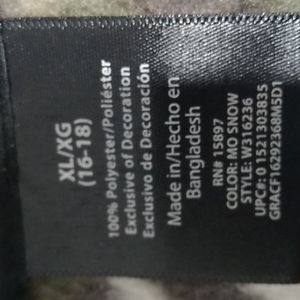 XL/XG
(16-18)
100% Polyester/Poliéster
Exclusive of Decoration
Exclusivo de Decoración
Made in/Hecho en
Bangladesh
RN# 15897
COLOR: MO SNOW
STYLE: W316236
UPC#: 0 1521303835
GRACF1G292368M5D1